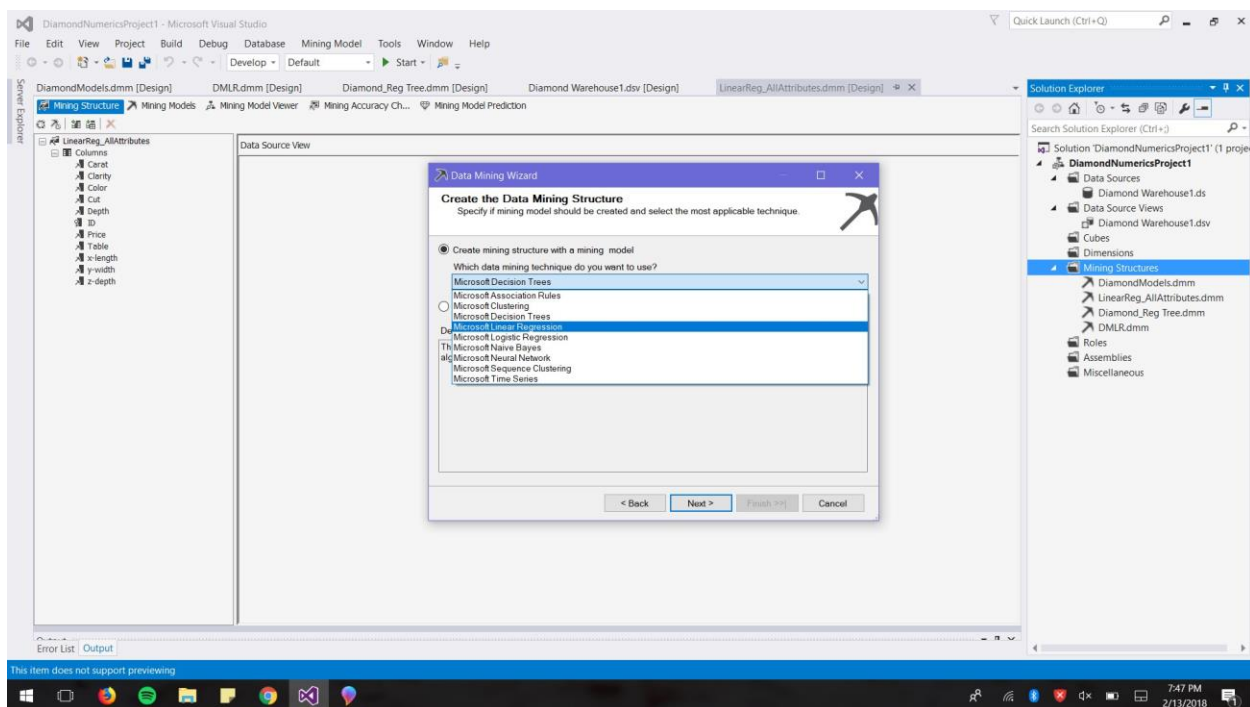 DiamondNumericsProject1 - Microsoft Visual Studio
Quick Launch (Ctrl+Q)
File Edit View Project Build Debug Database Mining Model Tools Window Help
Develop Default Start
Server Explorer
DiamondModels.dmm [Design] DMLR.dmm [Design] Diamond_Reg Tree.dmm [Design] Diamond Warehouse1.dsv [Design] LinearReg_AllAttributes.dmm [Design]
Mining Structure Mining Models Mining Model Viewer Mining Accuracy Ch... Mining Model Prediction
LinearReg_AllAttributes
Columns
Carat
Clarity
Color
Cut
Depth
ID
Price
Table
x-length
y-width
z-depth
Data Source View
Data Mining Wizard
Create the Data Mining Structure
Specify if mining model should be created and select the most applicable technique.
Create mining structure with a mining model
Which data mining technique do you want to use?
Microsoft Decision Trees
Microsoft Association Rules
Microsoft Clustering
Microsoft Decision Trees
Microsoft Linear Regression
Microsoft Logistic Regression
Microsoft Naive Bayes
Microsoft Neural Network
Microsoft Sequence Clustering
Microsoft Time Series
De
Th
alg
< Back Next > Finish >>| Cancel
Solution Explorer
Search Solution Explorer (Ctrl+;)
Solution 'DiamondNumericsProject1' (1 proje
DiamondNumericsProject1
Data Sources
Diamond Warehouse1.ds
Data Source Views
Diamond Warehouse1.dsv
Cubes
Dimensions
Mining Structures
DiamondModels.dmm
LinearReg_AllAttributes.dmm
Diamond_Reg Tree.dmm
DMLR.dmm
Roles
Assemblies
Miscellaneous
Error List Output
This item does not support previewing
7:47 PM
2/13/2018